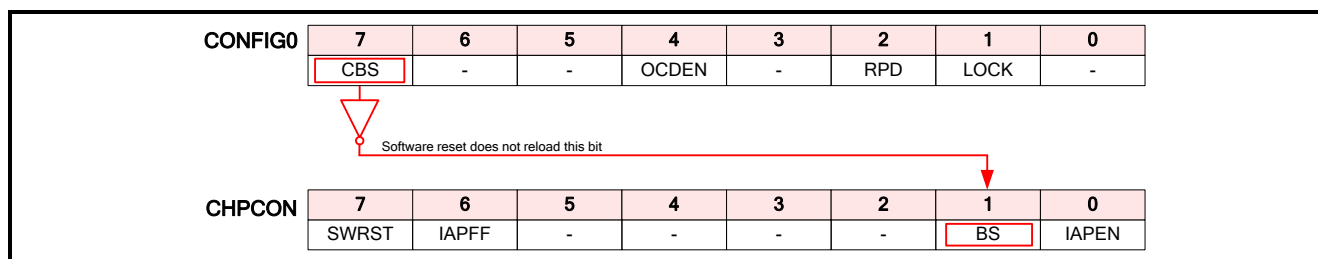 CONFIG0 7 6 5 4 3 2 1 0
CBS - - OCDEN - RPD LOCK -
Software reset does not reload this bit
CHPCON 7 6 5 4 3 2 1 0
SWRST IAPFF - - - - BS IAPEN